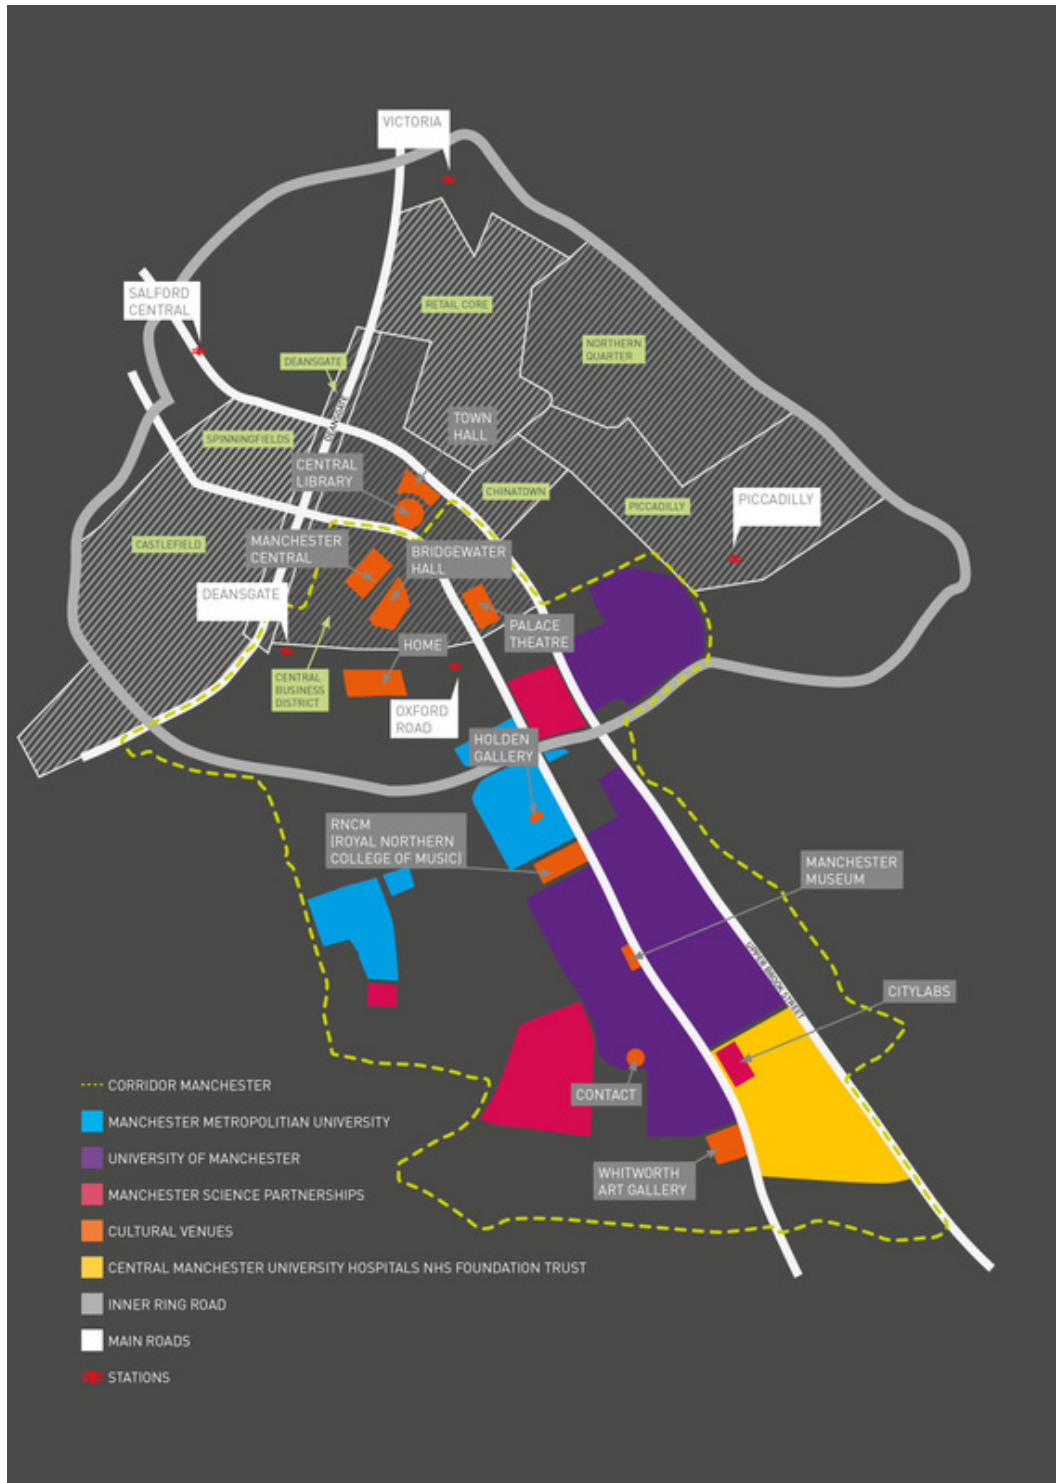 VICTORIA
SALFORD
CENTRAL
RETAIL CORE
NORTHERN
QUARTER
DEANSGATE
DEANSGATE
TOWN
HALL
SPINNINGFIELDS
CENTRAL
LIBRARY
CHINATOWN
PICCADILLY
PICCADILLY
CASTLEFIELD
MANCHESTER
CENTRAL
BRIDGEWATER
HALL
DEANSGATE
PALACE
THEATRE
HOME
CENTRAL
BUSINESS
DISTRICT
OXFORD
ROAD
HOLDEN
GALLERY
RNCM
(ROYAL NORTHERN
COLLEGE OF MUSIC)
MANCHESTER
MUSEUM
UPPER BROOK STREET
CITYLABS
CONTACT
WHITWORTH
ART GALLERY
CORRIDOR MANCHESTER
MANCHESTER METROPOLITIAN UNIVERSITY
UNIVERSITY OF MANCHESTER
MANCHESTER SCIENCE PARTNERSHIPS
CULTURAL VENUES
CENTRAL MANCHESTER UNIVERSITY HOSPITALS NHS FOUNDATION TRUST
INNER RING ROAD
MAIN ROADS
STATIONS